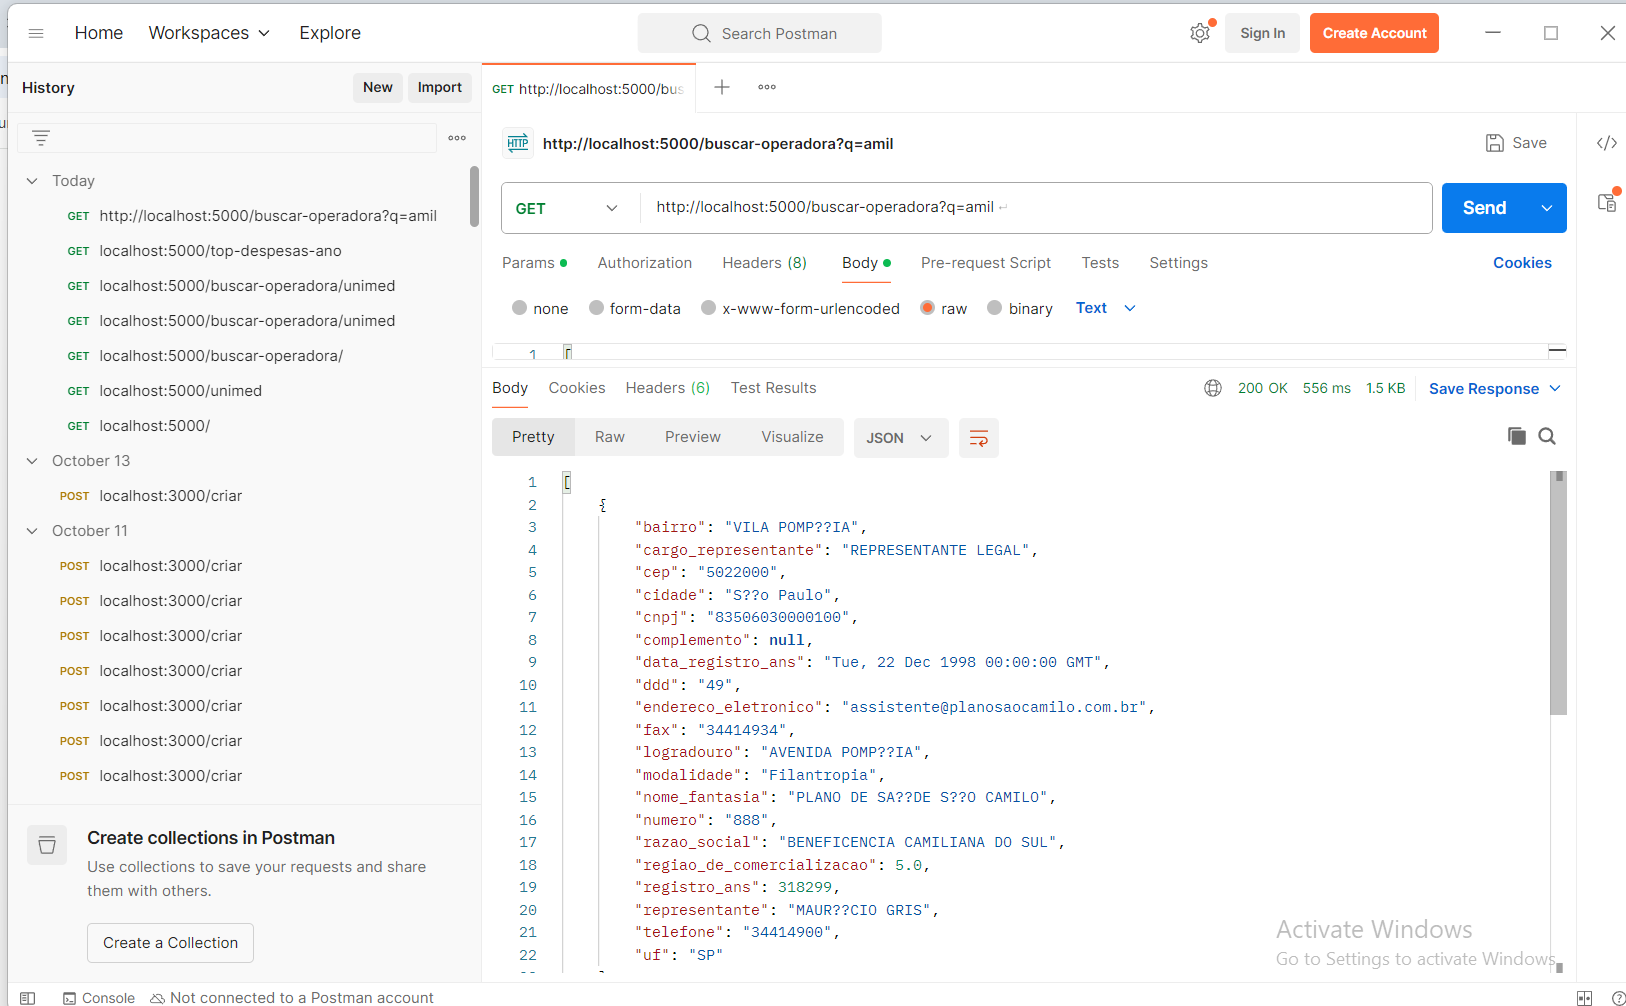 Home
Workspaces
Explore
Search Postman
Sign In
Create Account
History
New
Import
GET http://localhost:5000/bus
http://localhost:5000/buscar-operadora?q=amil
Save
Today
GET http://localhost:5000/buscar-operadora?q=amil
GET localhost:5000/top-despesas-ano
GET localhost:5000/buscar-operadora/unimed
GET localhost:5000/buscar-operadora/unimed
GET localhost:5000/buscar-operadora/
GET localhost:5000/unimed
GET localhost:5000/
October 13
POST localhost:3000/criar
October 11
POST localhost:3000/criar
POST localhost:3000/criar
POST localhost:3000/criar
POST localhost:3000/criar
POST localhost:3000/criar
POST localhost:3000/criar
POST localhost:3000/criar
Create collections in Postman
Use collections to save your requests and share
them with others.
Create a Collection
GET
http://localhost:5000/buscar-operadora?q=amil
Send
Params
Authorization
Headers (8)
Body
Pre-request Script
Tests
Settings
Cookies
none
form-data
x-www-form-urlencoded
raw
binary
Text
1 [
Body
Cookies
Headers (6)
Test Results
200 OK
556 ms
1.5 KB
Save Response
Pretty
Raw
Preview
Visualize
JSON
1 [
2 {
3 "bairro": "VILA POMP??IA",
4 "cargo_representante": "REPRESENTANTE LEGAL",
5 "cep": "5022000",
6 "cidade": "S??o Paulo",
7 "cnpj": "83506030000100",
8 "complemento": null,
9 "data_registro_ans": "Tue, 22 Dec 1998 00:00:00 GMT",
10 "ddd": "49",
11 "endereco_eletronico": "assistente@planosaocamilo.com.br",
12 "fax": "34414934",
13 "logradouro": "AVENIDA POMP??IA",
14 "modalidade": "Filantropia",
15 "nome_fantasia": "PLANO DE SA??DE S??O CAMILO",
16 "numero": "888",
17 "razao_social": "BENEFICENCIA CAMILIANA DO SUL",
18 "regiao_de_comercializacao": 5.0,
19 "registro_ans": 318299,
20 "representante": "MAUR??CIO GRIS",
21 "telefone": "34414900",
22 "uf": "SP"
Activate Windows
Go to Settings to activate Windows.
Console
Not connected to a Postman account